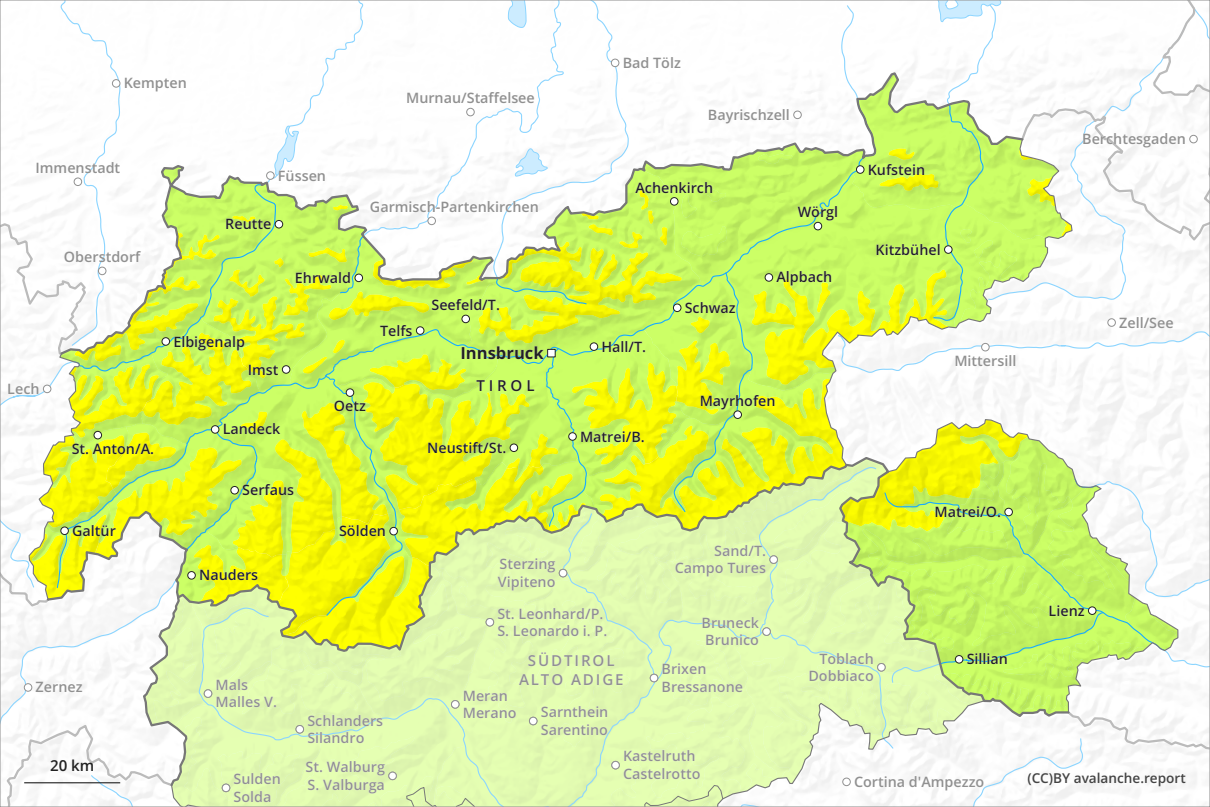 Kempten
Bad Tölz
Murnau/Staffelsee
Bayrischzell
Berchtesgaden
Immenstadt
Füssen
Kufstein
Achenkirch
Garmisch-Partenkirchen
Wörgl
Reutte
Kitzbühel
Oberstdorf
Ehrwald
Alpbach
Seefeld/T.
Schwaz
Zell/See
Telfs
Elbigenalp
Hall/T.
Innsbruck
Mittersill
Imst
TIROL
Lech
Oetz
Mayrhofen
Landeck
Matrei/B.
St. Anton/A.
Neustift/St.
Serfaus
Matrei/O.
Galtür
Sölden
Sand/T.
Campo Tures
Sterzing
Vipiteno
Nauders
Lienz
St. Leonhard/P.
S. Leonardo i. P.
Bruneck
Brunico
SÜDTIROL
ALTO ADIGE
Toblach
Dobbiaco
Sillian
Brixen
Bressanone
Zernez
Mals
Malles V.
Meran
Merano
Sarnthein
Sarentino
Schlanders
Silandro
Kastelruth
Castelrotto
20 km
St. Walburg
S. Valburga
Sulden
Solda
Cortina d'Ampezzo
(CC)BY avalanche.report